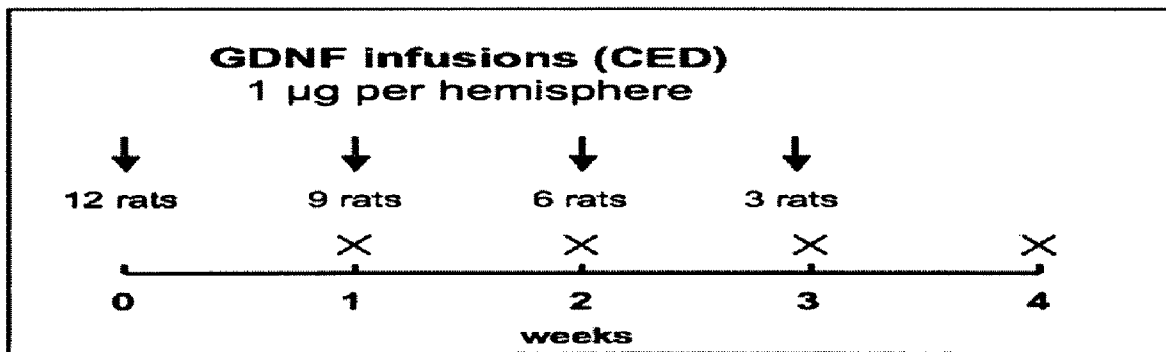 GDNF infusions (CED)
1 µg per hemisphere
12 rats 9 rats 6 rats 3 rats
0 1 2 3 4
weeks